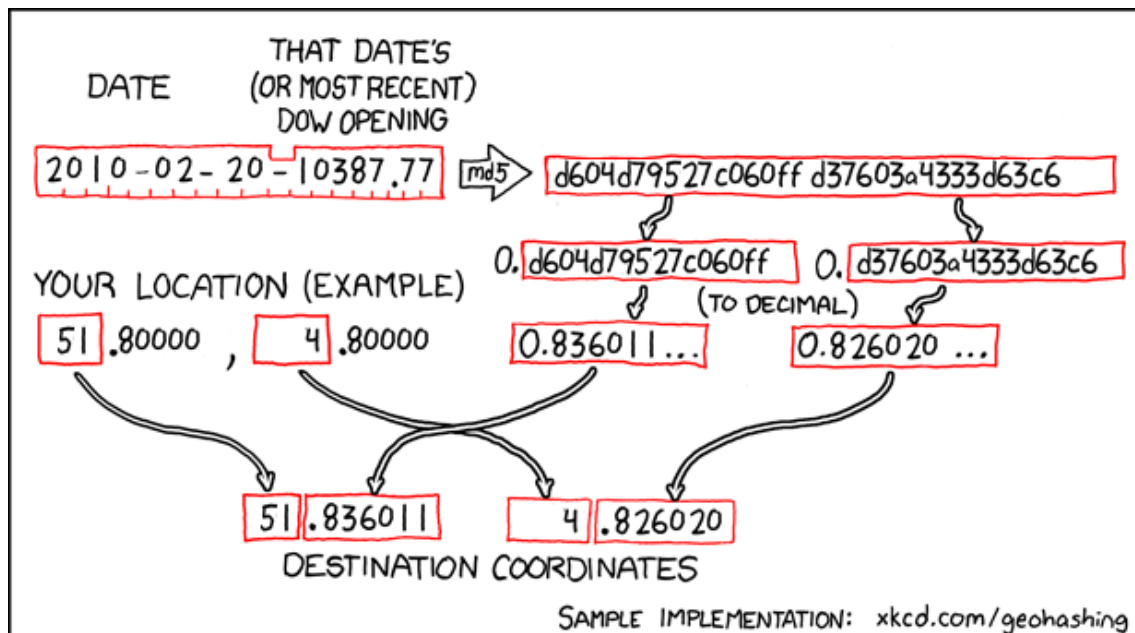 DATE
THAT DATE'S
(OR MOST RECENT)
DOW OPENING
2010-02-20-10387.77
md5
d604d79527c060ff d37603a4333d63c6
0. d604d79527c060ff
0. d37603a4333d63c6
YOUR LOCATION (EXAMPLE)
(TO DECIMAL)
51.80000, 4.80000
0.836011...
0.826020 ...
51.836011
4.826020
DESTINATION COORDINATES
SAMPLE IMPLEMENTATION: xkcd.com/geohashing